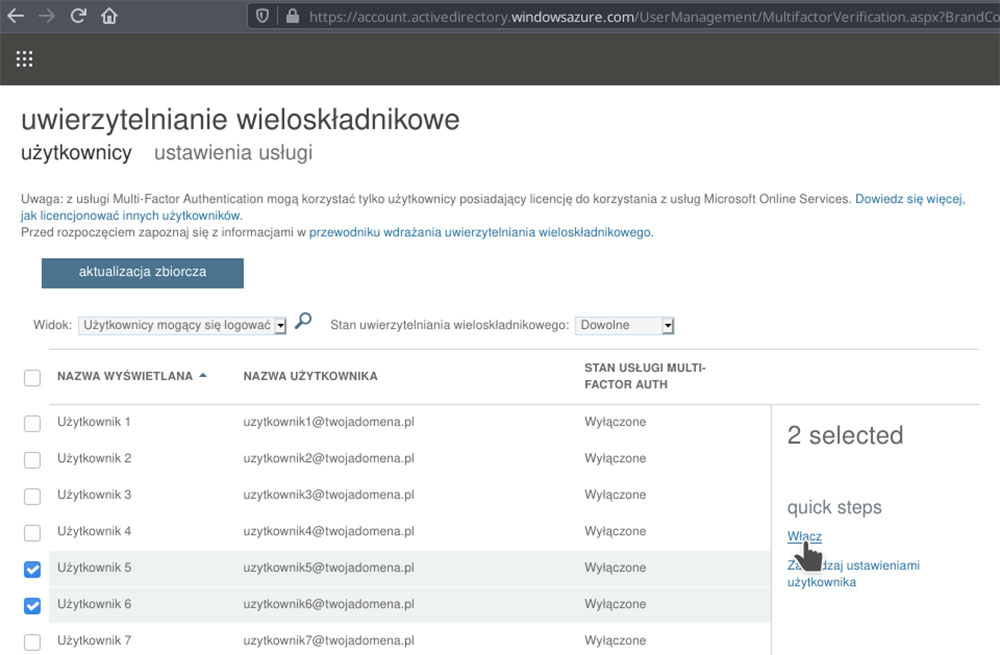 https://account.activedirectory.windowsazure.com/UserManagement/MultifactorVerification.aspx?BrandCo
uwierzytelnianie wieloskładnikowe
użytkownicy ustawienia usługi
Uwaga: z usługi Multi-Factor Authentication mogą korzystać tylko użytkownicy posiadający licencję do korzystania z usług Microsoft Online Services. Dowiedz się więcej,
jak licencjonować innych użytkowników.
Przed rozpoczęciem zapoznaj się z informacjami w przewodniku wdrażania uwierzytelniania wieloskładnikowego.
aktualizacja zbiorcza
Widok: Użytkownicy mogący się logować Stan uwierzytelniania wieloskładnikowego: Dowolne
NAZWA WYŚWIETLANA NAZWA UŻYTKOWNIKA STAN USŁUGI MULTI-
FACTOR AUTH
Użytkownik 1 uzytkownik1@twojadomena.pl Wyłączone
Użytkownik 2 uzytkownik2@twojadomena.pl Wyłączone
Użytkownik 3 uzytkownik3@twojadomena.pl Wyłączone
Użytkownik 4 uzytkownik4@twojadomena.pl Wyłączone
Użytkownik 5 uzytkownik5@twojadomena.pl Wyłączone
Użytkownik 6 uzytkownik6@twojadomena.pl Wyłączone
Użytkownik 7 uzytkownik7@twojadomena.pl Wyłączone
2 selected
quick steps
Włącz
ustawieniami
użytkownika